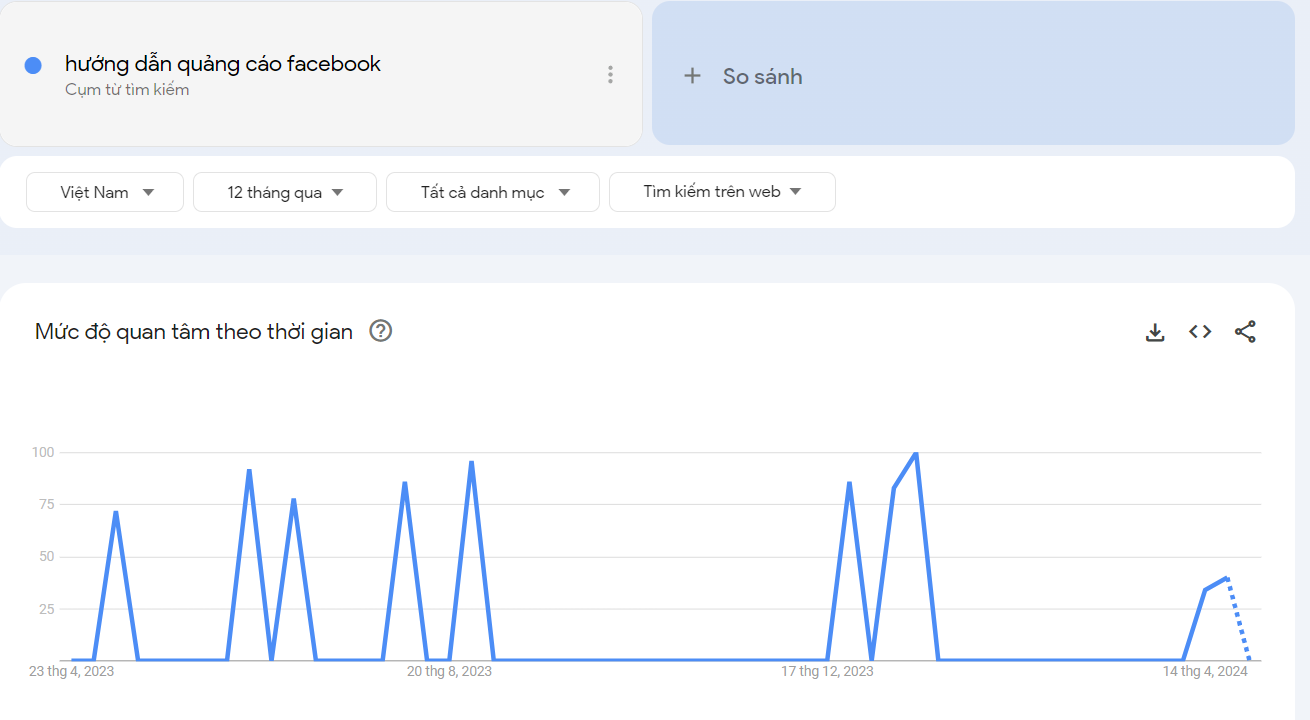 hướng dẫn quảng cáo facebook
Cụm từ tìm kiếm
+ So sánh
Việt Nam
12 tháng qua
Tất cả danh mục
Tìm kiếm trên web
Mức độ quan tâm theo thời gian
100
75
50
25
23 thg 4, 2023
20 thg 8, 2023
17 thg 12, 2023
14 thg 4, 2024